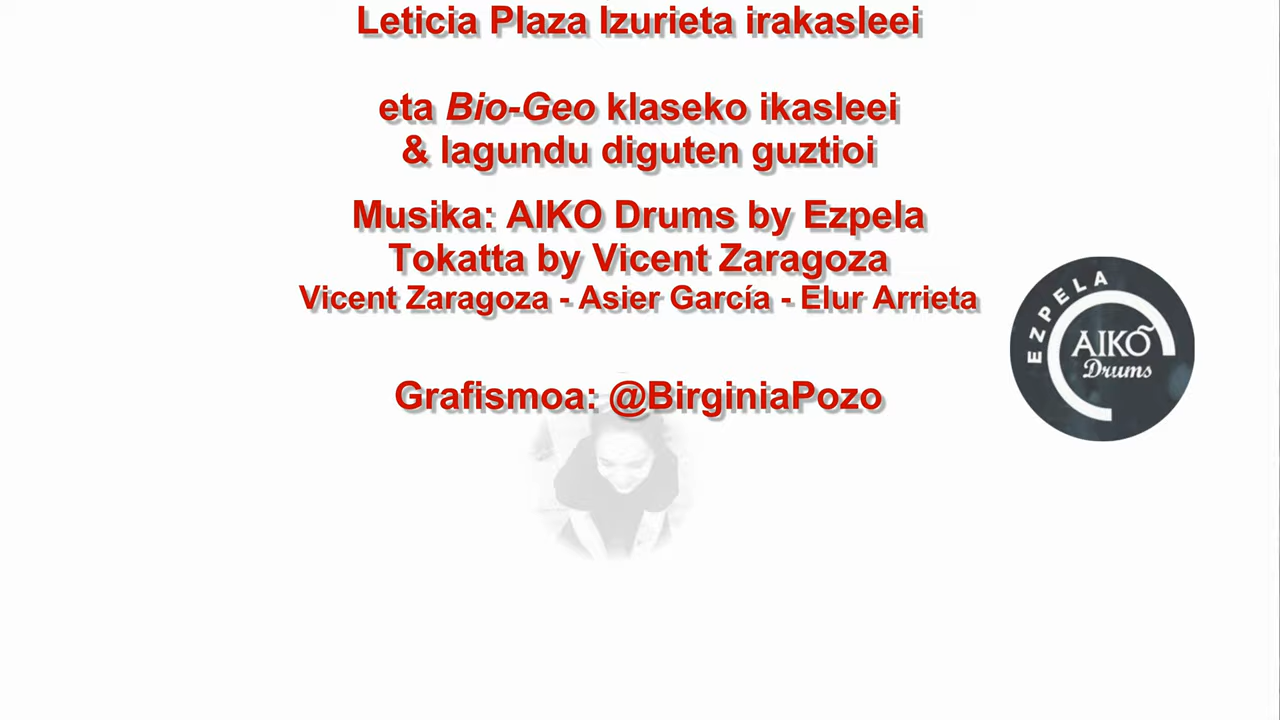 Leticia Plaza Izurieta irakasleei
eta Bio-Geo klaseko ikasleei
& lagundu diguten guztioi
Musika: AIKO Drums by Ezpela
Tokatta by Vicent Zaragoza
Vicent Zaragoza - Asier García - Elur Arrieta
EZPELA
AIKO
Drums
Grafismoa: @BirginiaPozo